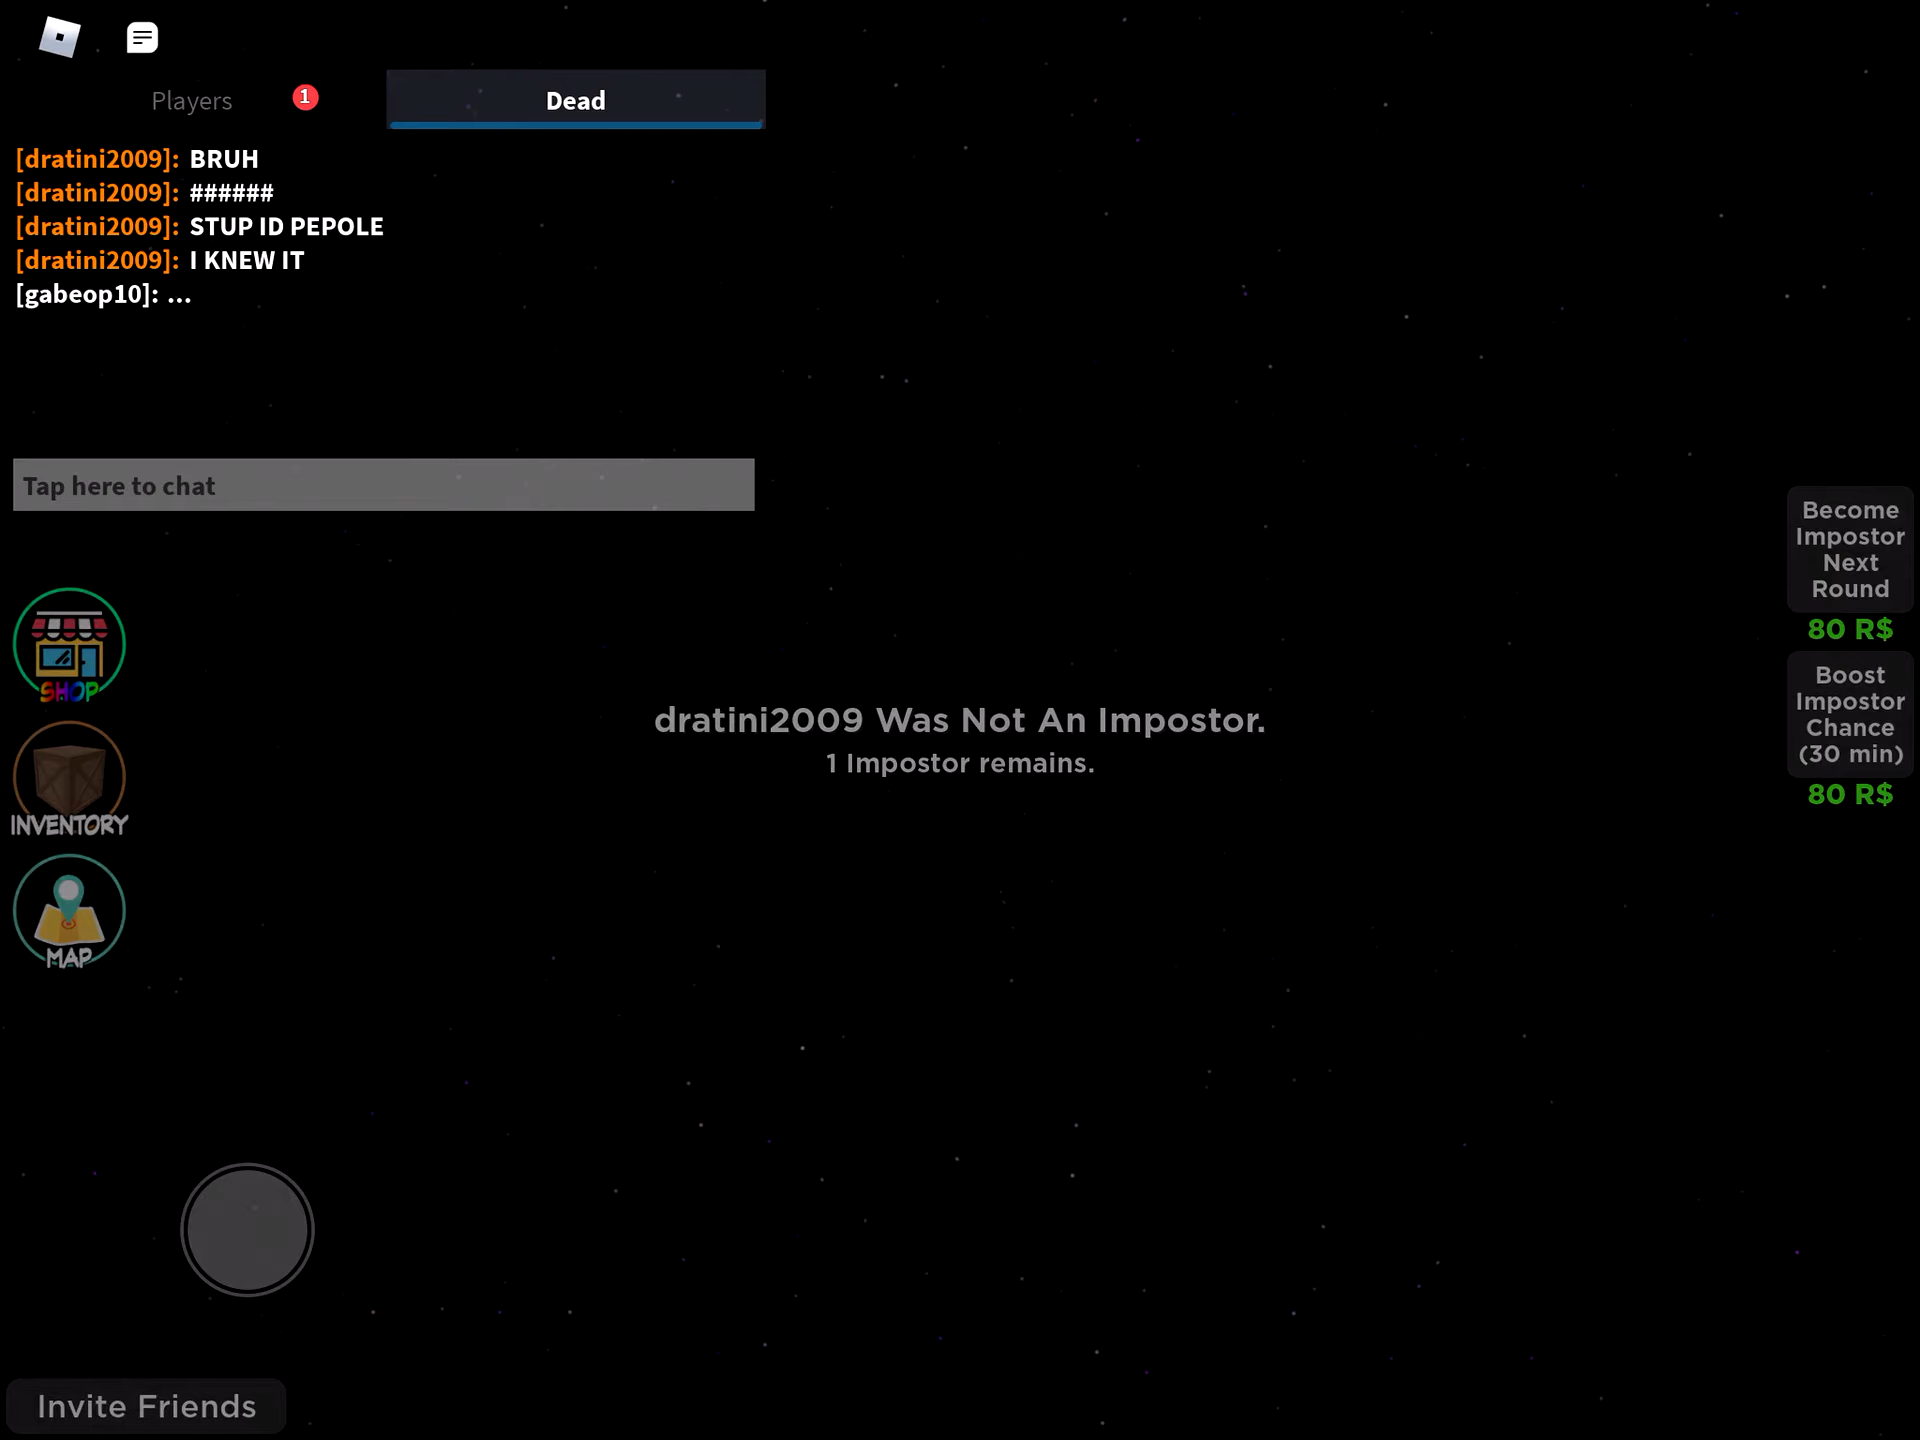 Players
1
Dead
[dratini2009]: BRUH
[dratini2009]: ######
[dratini2009]: STUP ID PEPOLE
[dratini2009]: I KNEW IT
[gabeop10]: ...
Tap here to chat
SHOP
INVENTORY
MAP
dratini2009 Was Not An Impostor.
1 Impostor remains.
Become
Impostor
Next
Round
80 R$
Boost
Impostor
Chance
(30 min)
80 R$
Invite Friends